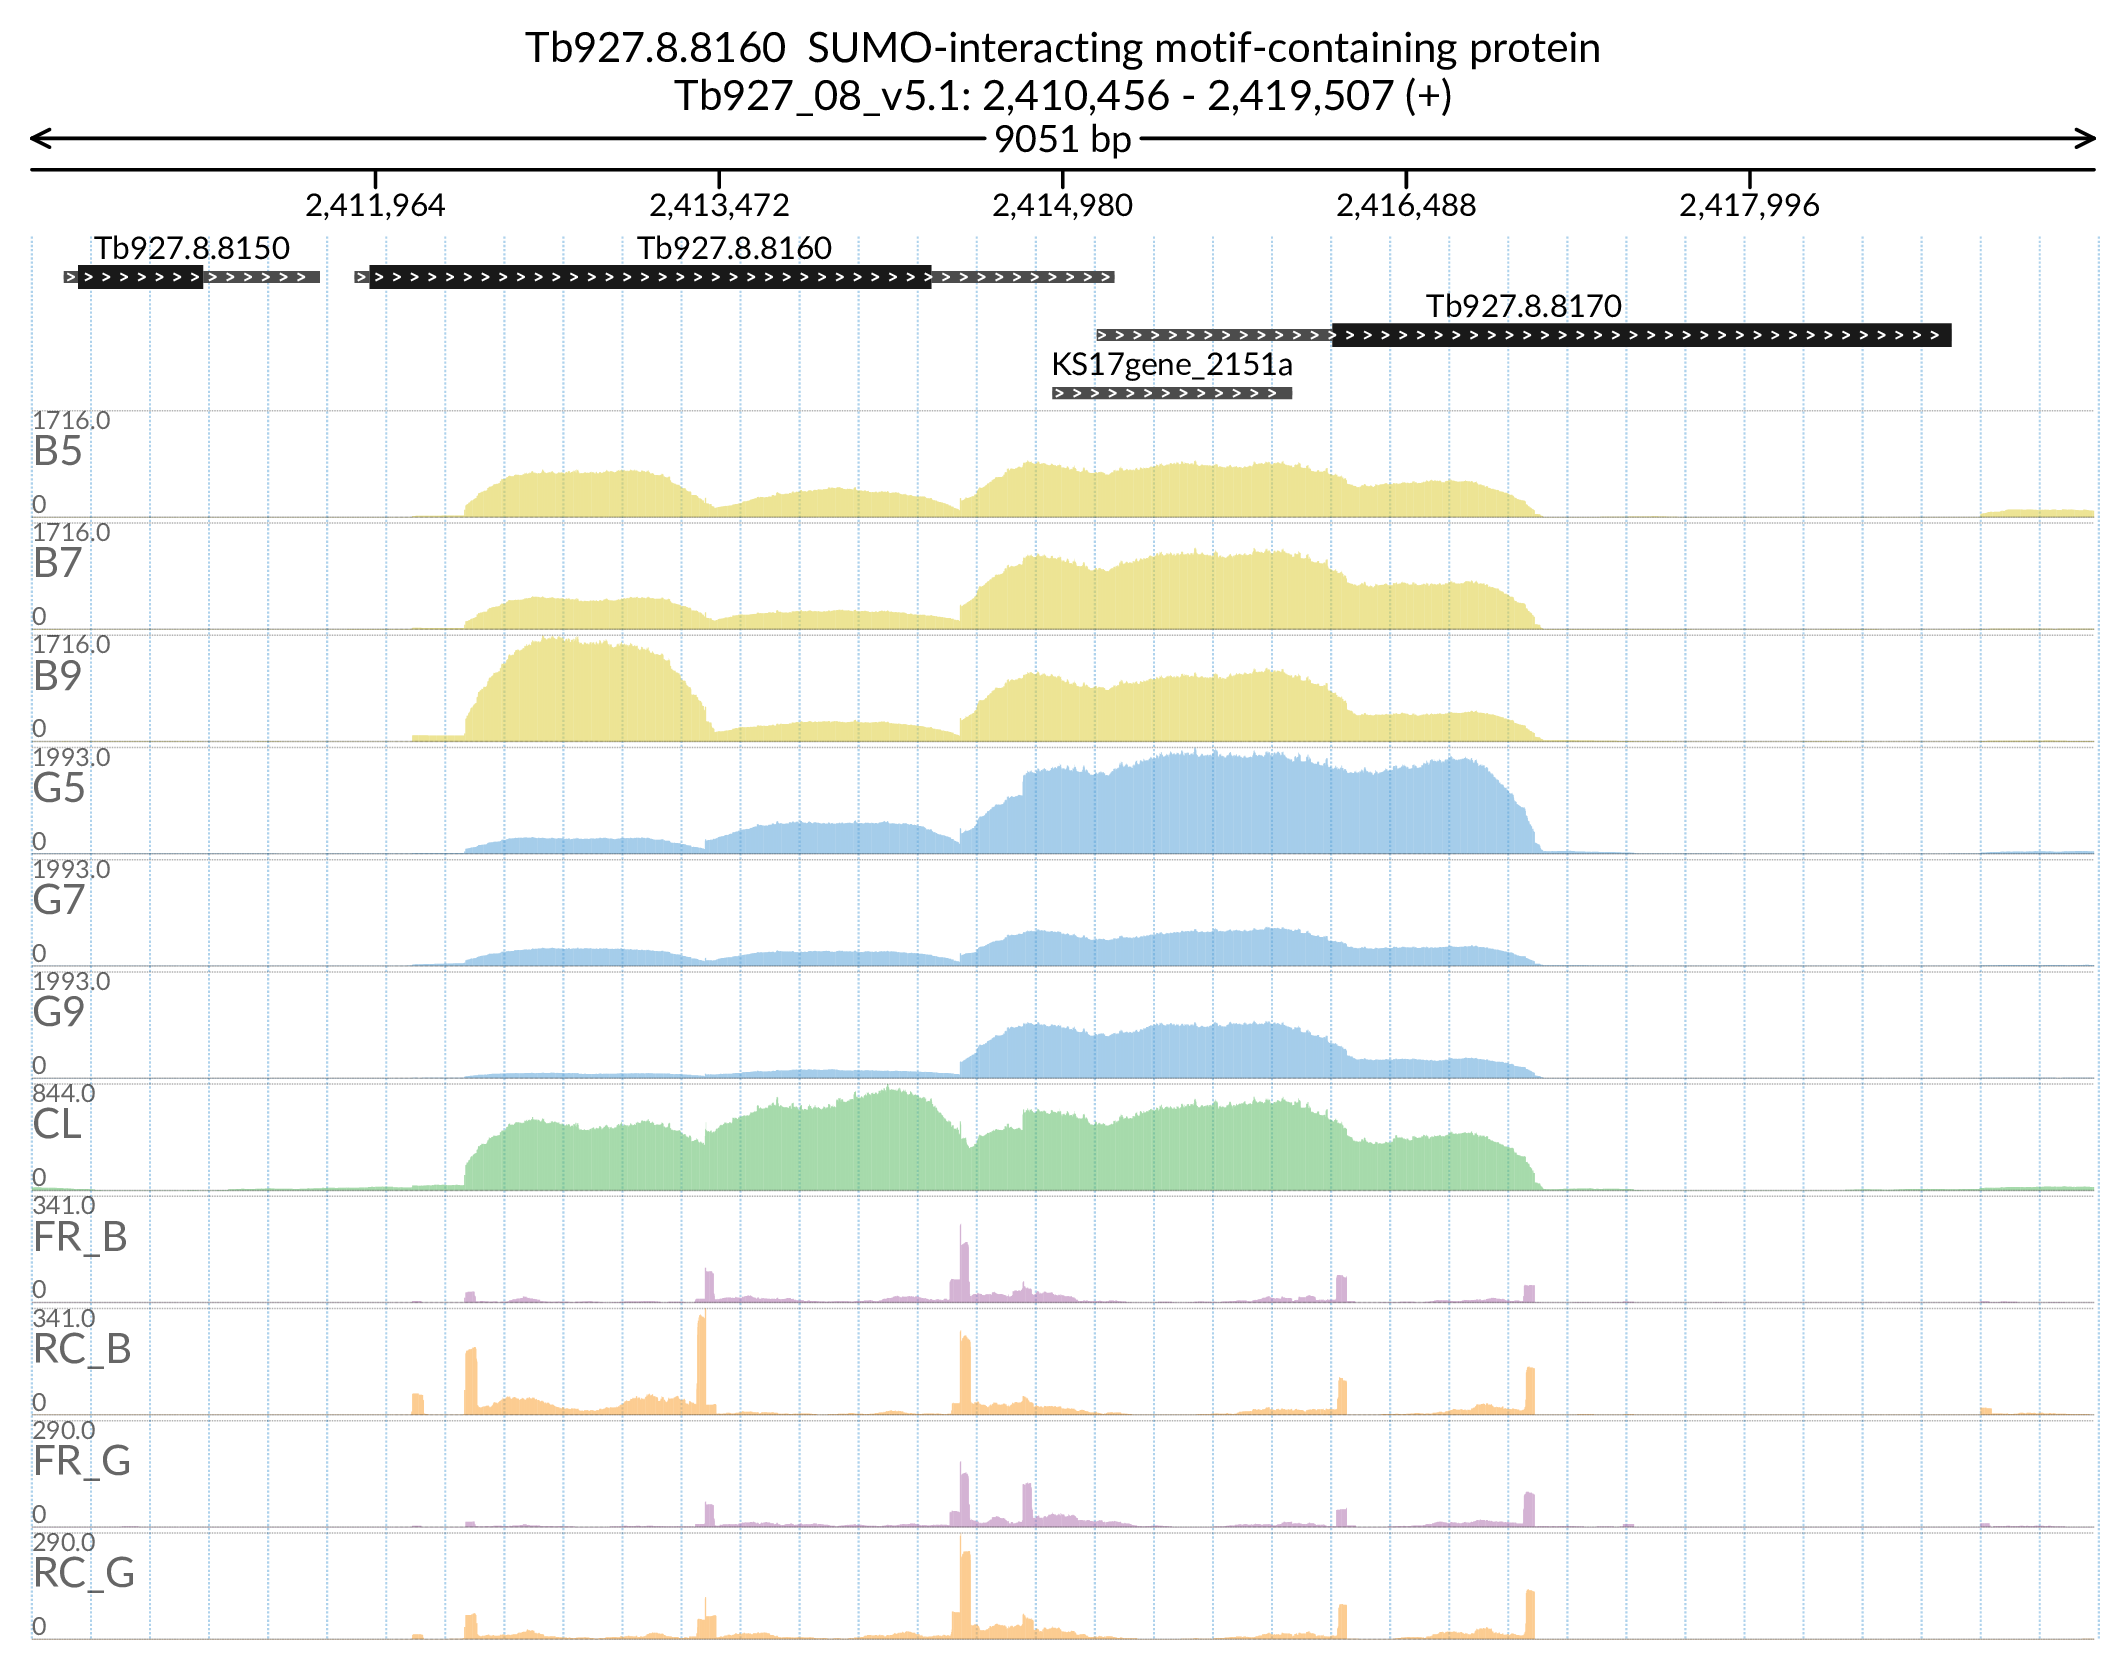 Tb927.8.8160  SUMO-interacting motif-containing protein
Tb927_08_v5.1: 2,410,456 - 2,419,507 (+)
9051 bp
2,411,964 2,413,472 2,414,980 2,416,488 2,417,996
Tb927.8.8150 Tb927.8.8160
Tb927.8.8170
KS17gene_2151a
1716.0
B5
0
1716.0
B7
0
1716.0
B9
0
1993.0
G5
0
1993.0
G7
0
1993.0
G9
0
844.0
CL
0
341.0
FR_B
0
341.0
RC_B
0
290.0
FR_G
0
290.0
RC_G
0